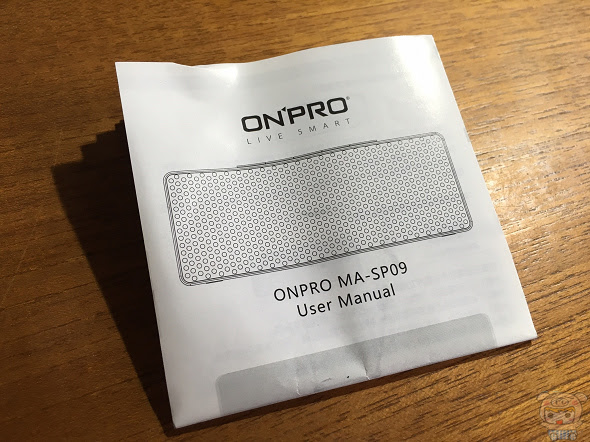 ON'PRO®
LIVE SMART
ONPRO MA-SP09
User Manual